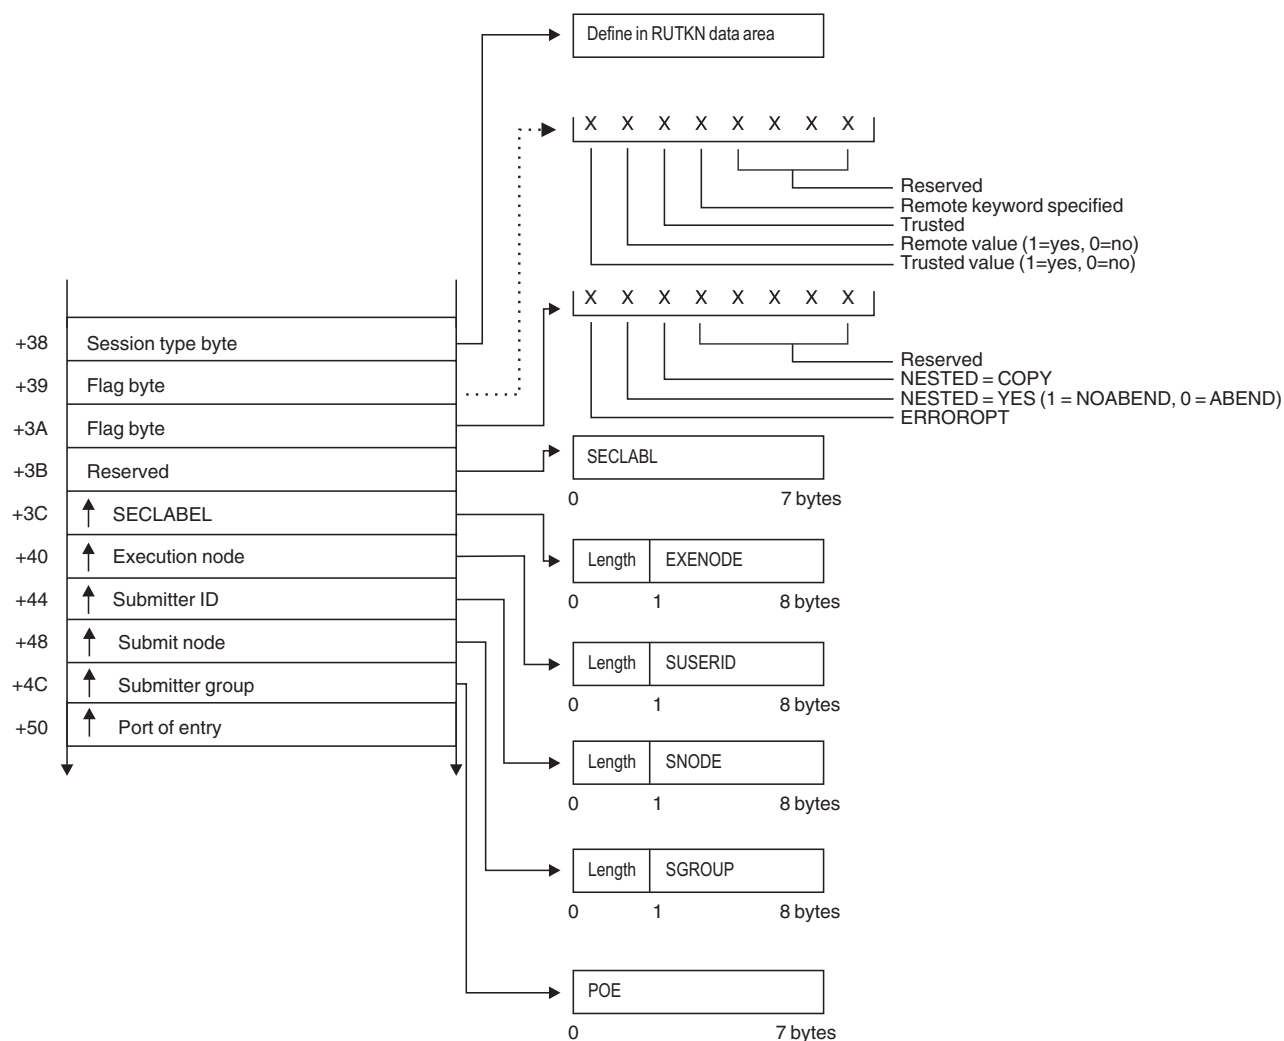 Define in RUTKN data area
X X X X X X X X
Reserved
Remote keyword specified
Trusted
Remote value (1=yes, 0=no)
Trusted value (1=yes, 0=no)
X X X X X X X X
Reserved
NESTED = COPY
NESTED = YES (1 = NOABEND, 0 = ABEND)
ERROROPT
+38 Session type byte
+39 Flag byte
+3A Flag byte
+3B Reserved
+3C SECLABEL
+40 Execution node
+44 Submitter ID
+48 Submit node
+4C Submitter group
+50 Port of entry
SECLABL
0 7 bytes
Length EXENODE
0 1 8 bytes
Length SUSERID
0 1 8 bytes
Length SNODE
0 1 8 bytes
Length SGROUP
0 1 8 bytes
POE
0 7 bytes